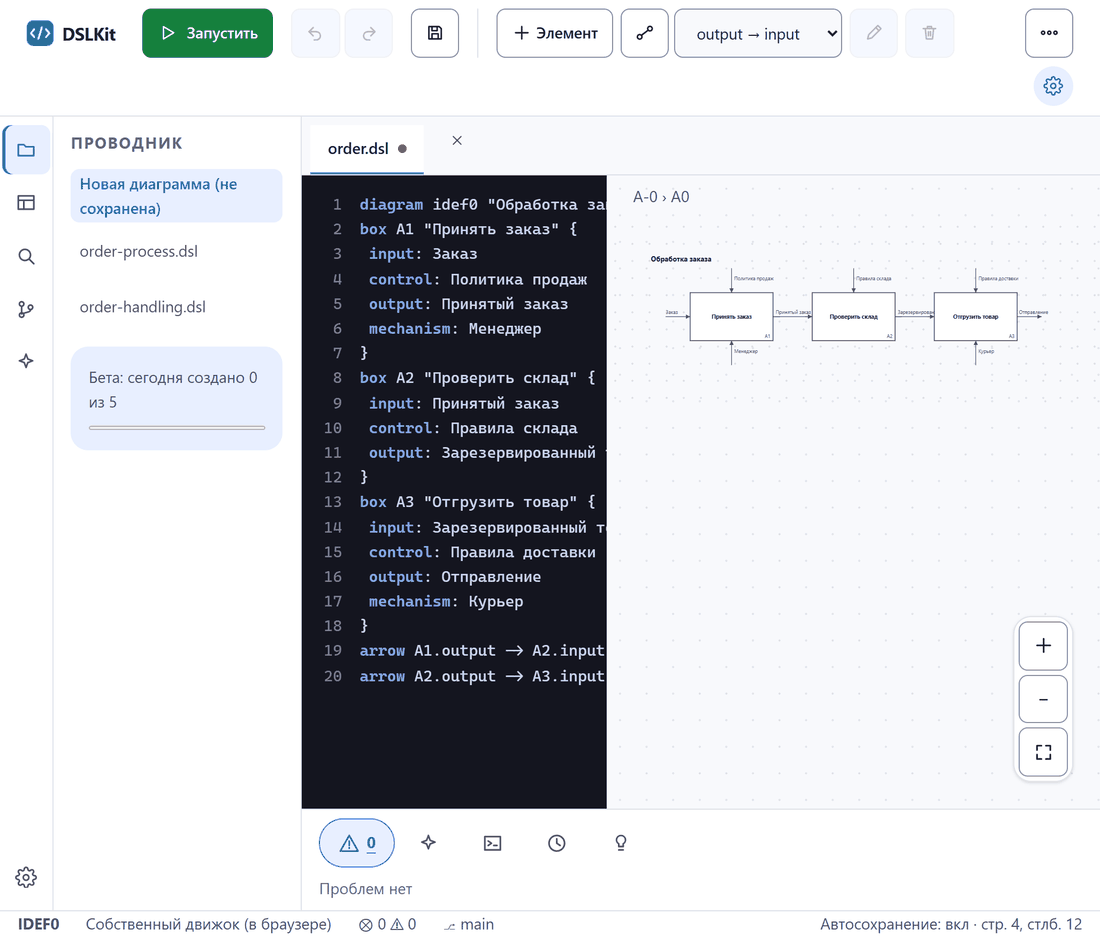 DSLKit
Запустить
Элемент
output → input
ПРОВОДНИК
Новая диаграмма (не
сохранена)
order-process.dsl
order-handling.dsl
Бета: сегодня создано 0
из 5
order.dsl
1 diagram idef0 "Обработка за
2 box A1 "Принять заказ" {
3 input: Заказ
4 control: Политика продаж
5 output: Принятый заказ
6 mechanism: Менеджер
7 }
8 box A2 "Проверить склад" {
9 input: Принятый заказ
10 control: Правила склада
11 output: Зарезервированный
12 }
13 box A3 "Отгрузить товар" {
14 input: Зарезервированный т
15 control: Правила доставки
16 output: Отправление
17 mechanism: Курьер
18 }
19 arrow A1.output —> A2.input
20 arrow A2.output —> A3.input
A-0 › A0
Обработка заказа
Политика продаж
Правила склада
Правила доставки
Заказ
Принять заказ
A1
Принятый заказ
Проверить склад
A2
Зарезервирован
Отгрузить товар
A3
Отправление
Менеджер
Курьер
0
Проблем нет
IDEF0
Собственный движок (в браузере)
0
0
main
Автосохранение: вкл · стр. 4, стлб. 12